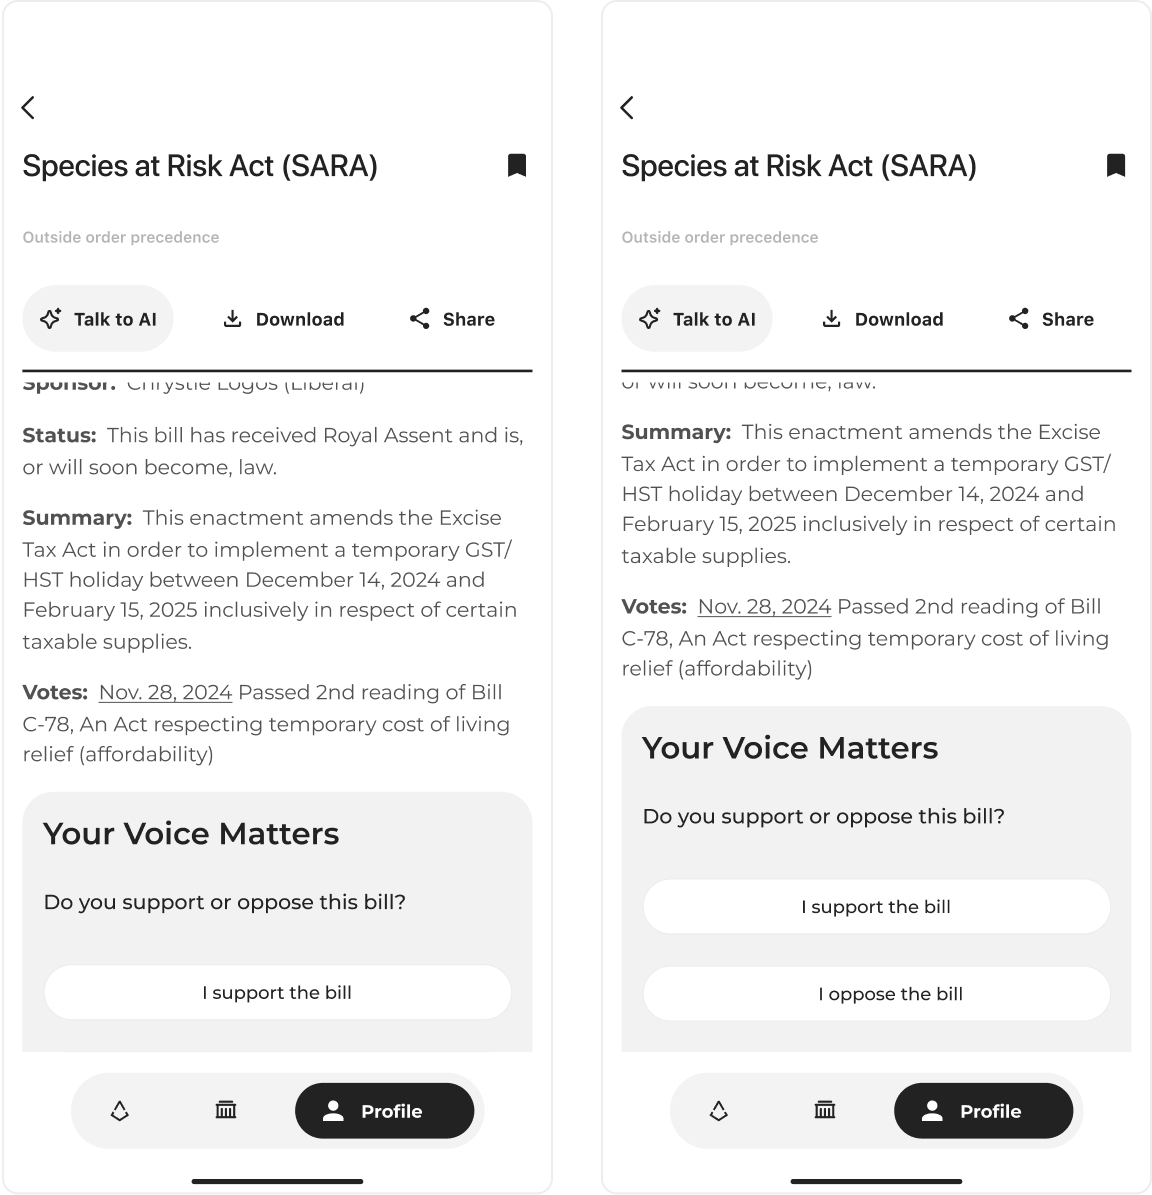 Species at Risk Act (SARA)
Outside order precedence
Talk to AI
Download
Share
Sponsor: Chrystie Logos (Liberal)
Status: This bill has received Royal Assent and is,
or will soon become, law.
Summary: This enactment amends the Excise
Tax Act in order to implement a temporary GST/
HST holiday between December 14, 2024 and
February 15, 2025 inclusively in respect of certain
taxable supplies.
Votes: Nov. 28, 2024 Passed 2nd reading of Bill
C-78, An Act respecting temporary cost of living
relief (affordability)
Your Voice Matters
Do you support or oppose this bill?
I support the bill
Profile
Species at Risk Act (SARA)
Outside order precedence
Talk to AI
Download
Share
or will soon become, law.
Summary: This enactment amends the Excise
Tax Act in order to implement a temporary GST/
HST holiday between December 14, 2024 and
February 15, 2025 inclusively in respect of certain
taxable supplies.
Votes: Nov. 28, 2024 Passed 2nd reading of Bill
C-78, An Act respecting temporary cost of living
relief (affordability)
Your Voice Matters
Do you support or oppose this bill?
I support the bill
I oppose the bill
Profile